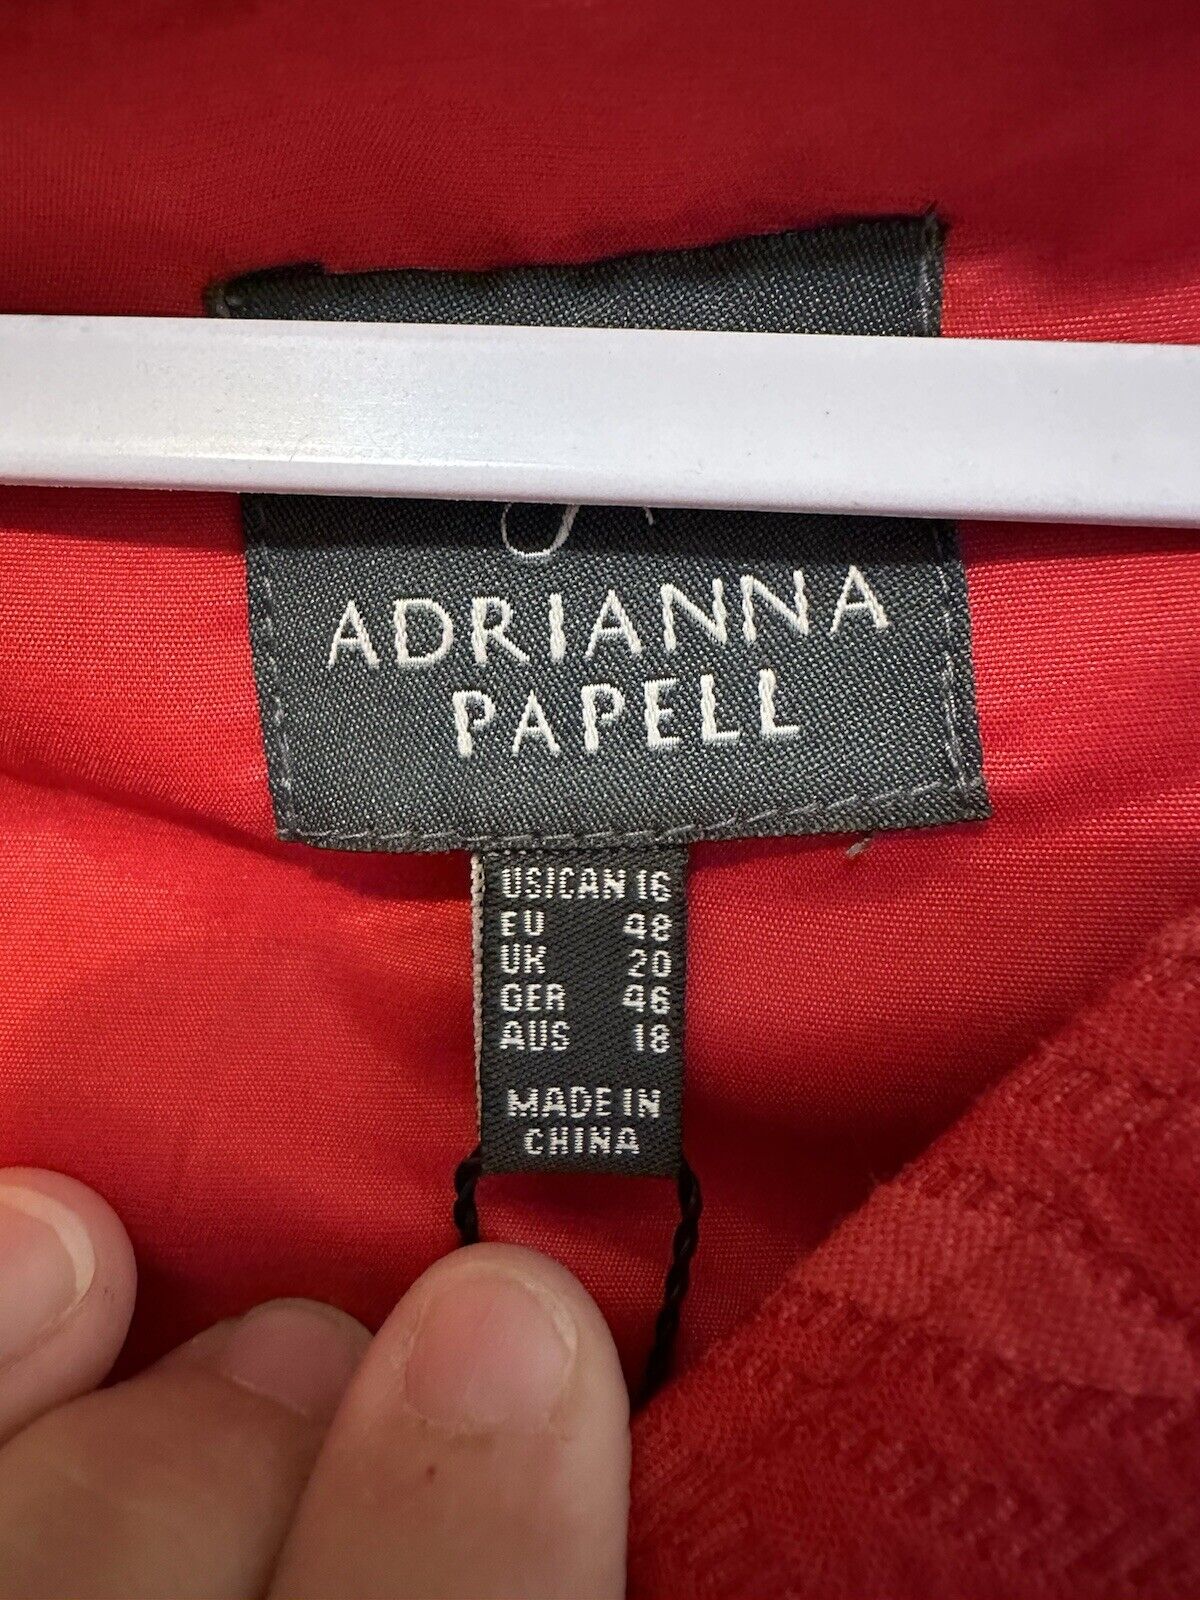 ADRIANNA
PAPELL
US/CAN 16
EU 48
UK 20
GER 46
AUS 18
MADE IN
CHINA